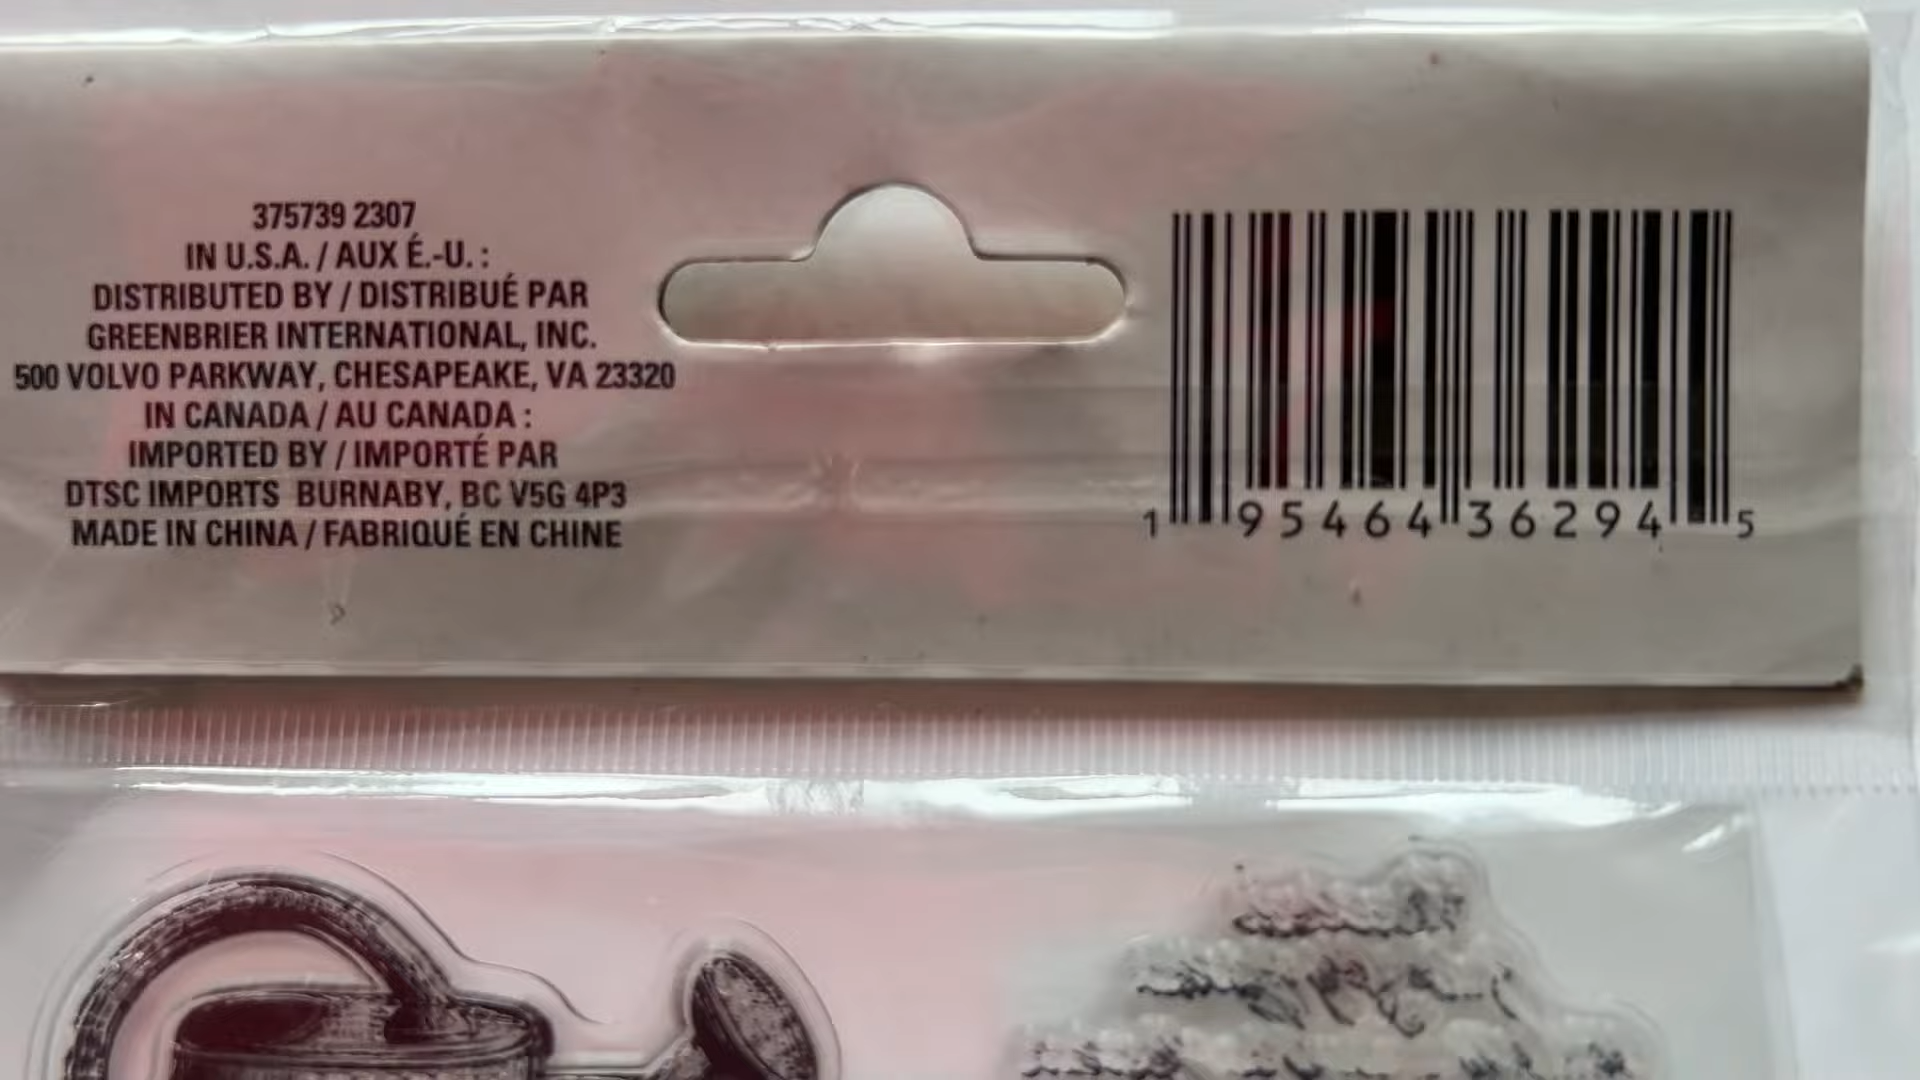 375739 2307
IN U.S.A. / AUX É.-U. :
DISTRIBUTED BY / DISTRIBUÉ PAR
GREENBRIER INTERNATIONAL, INC.
500 VOLVO PARKWAY, CHESAPEAKE, VA 23320
IN CANADA / AU CANADA :
IMPORTED BY / IMPORTÉ PAR
DTSC IMPORTS BURNABY, BC V5G 4P3
MADE IN CHINA / FABRIQUÉ EN CHINE
1 95464 36294 5